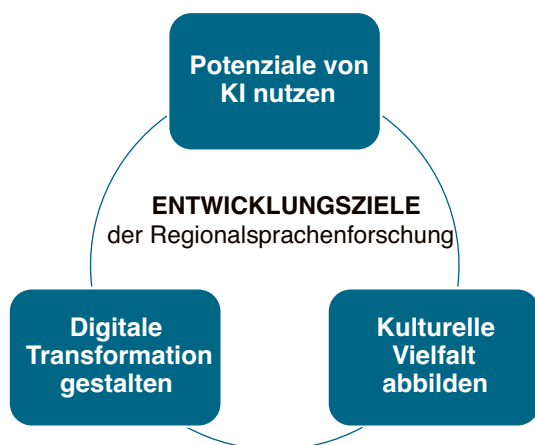 Potenziale von
KI nutzen
ENTWICKLUNGSZIELE
der Regionalsprachenforschung
Digitale
Transformation
gestalten
Kulturelle
Vielfalt
abbilden